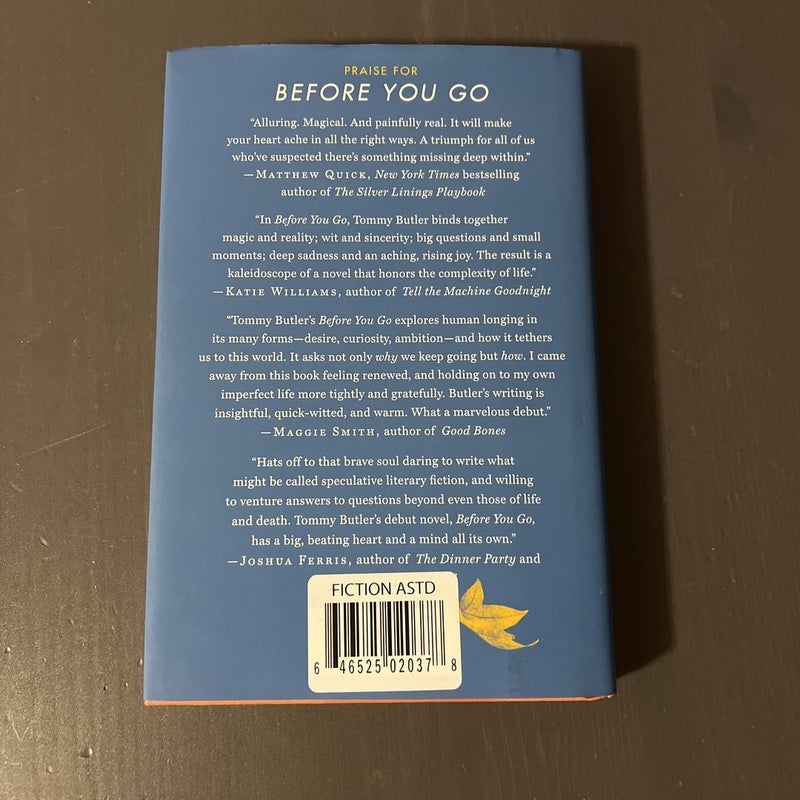 PRAISE FOR
BEFORE YOU GO
“Alluring. Magical. And painfully real. It will make
your heart ache in all the right ways. A triumph for all of us
who’ve suspected there’s something missing deep within.”
—MATTHEW QUICK, New York Times bestselling
author of The Silver Linings Playbook
“In Before You Go, Tommy Butler binds together
magic and reality; wit and sincerity; big questions and small
moments; deep sadness and an aching, rising joy. The result is a
kaleidoscope of a novel that honors the complexity of life.”
—KATIE WILLIAMS, author of Tell the Machine Goodnight
“Tommy Butler’s Before You Go explores human longing in
its many forms—desire, curiosity, ambition—and how it tethers
us to this world. It asks not only why we keep going but how. I came
away from this book feeling renewed, and holding on to my own
imperfect life more tightly and gratefully. Butler’s writing is
insightful, quick-witted, and warm. What a marvelous debut.”
—MAGGIE SMITH, author of Good Bones
“Hats off to that brave soul daring to write what
might be called speculative literary fiction, and willing
to venture answers to questions beyond even those of life
and death. Tommy Butler’s debut novel, Before You Go,
has a big, beating heart and a mind all its own.”
—JOSHUA FERRIS, author of The Dinner Party and
FICTION ASTD
6 46525 02037 8